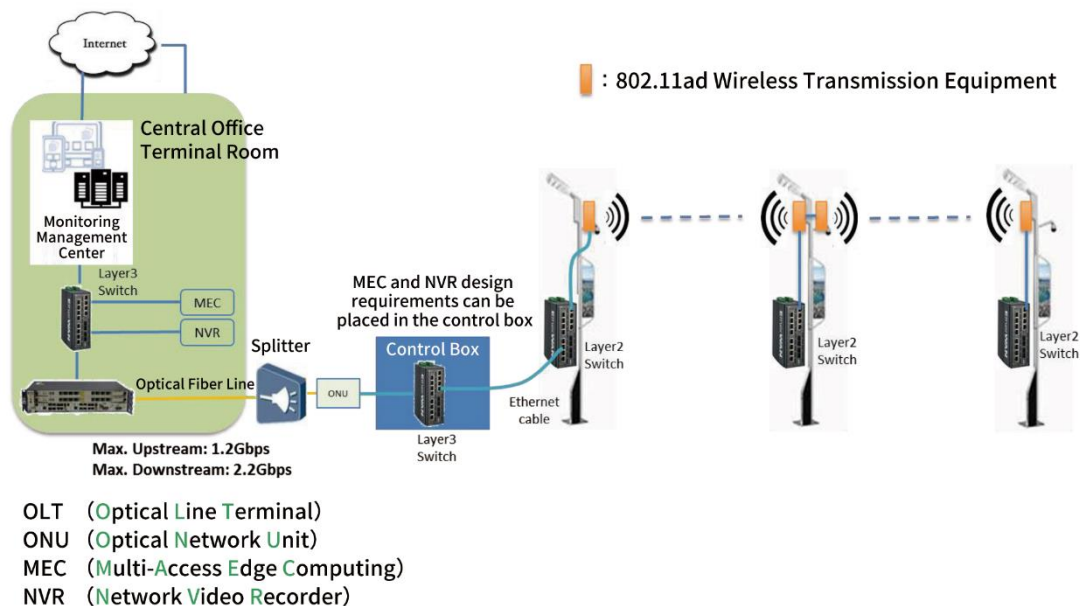 Internet
: 802.11ad Wireless Transmission Equipment
Central Office
Terminal Room
Monitoring
Management
Center
Layer3
Switch
MEC
NVR
MEC and NVR design
requirements can be
placed in the control box
Splitter
Control Box
Optical Fiber Line
ONU
Layer3
Switch
Ethernet
cable
Layer2
Switch
Layer2
Switch
Layer2
Switch
Max. Upstream: 1.2Gbps
Max. Downstream: 2.2Gbps
OLT (Optical Line Terminal)
ONU (Optical Network Unit)
MEC (Multi-Access Edge Computing)
NVR (Network Video Recorder)